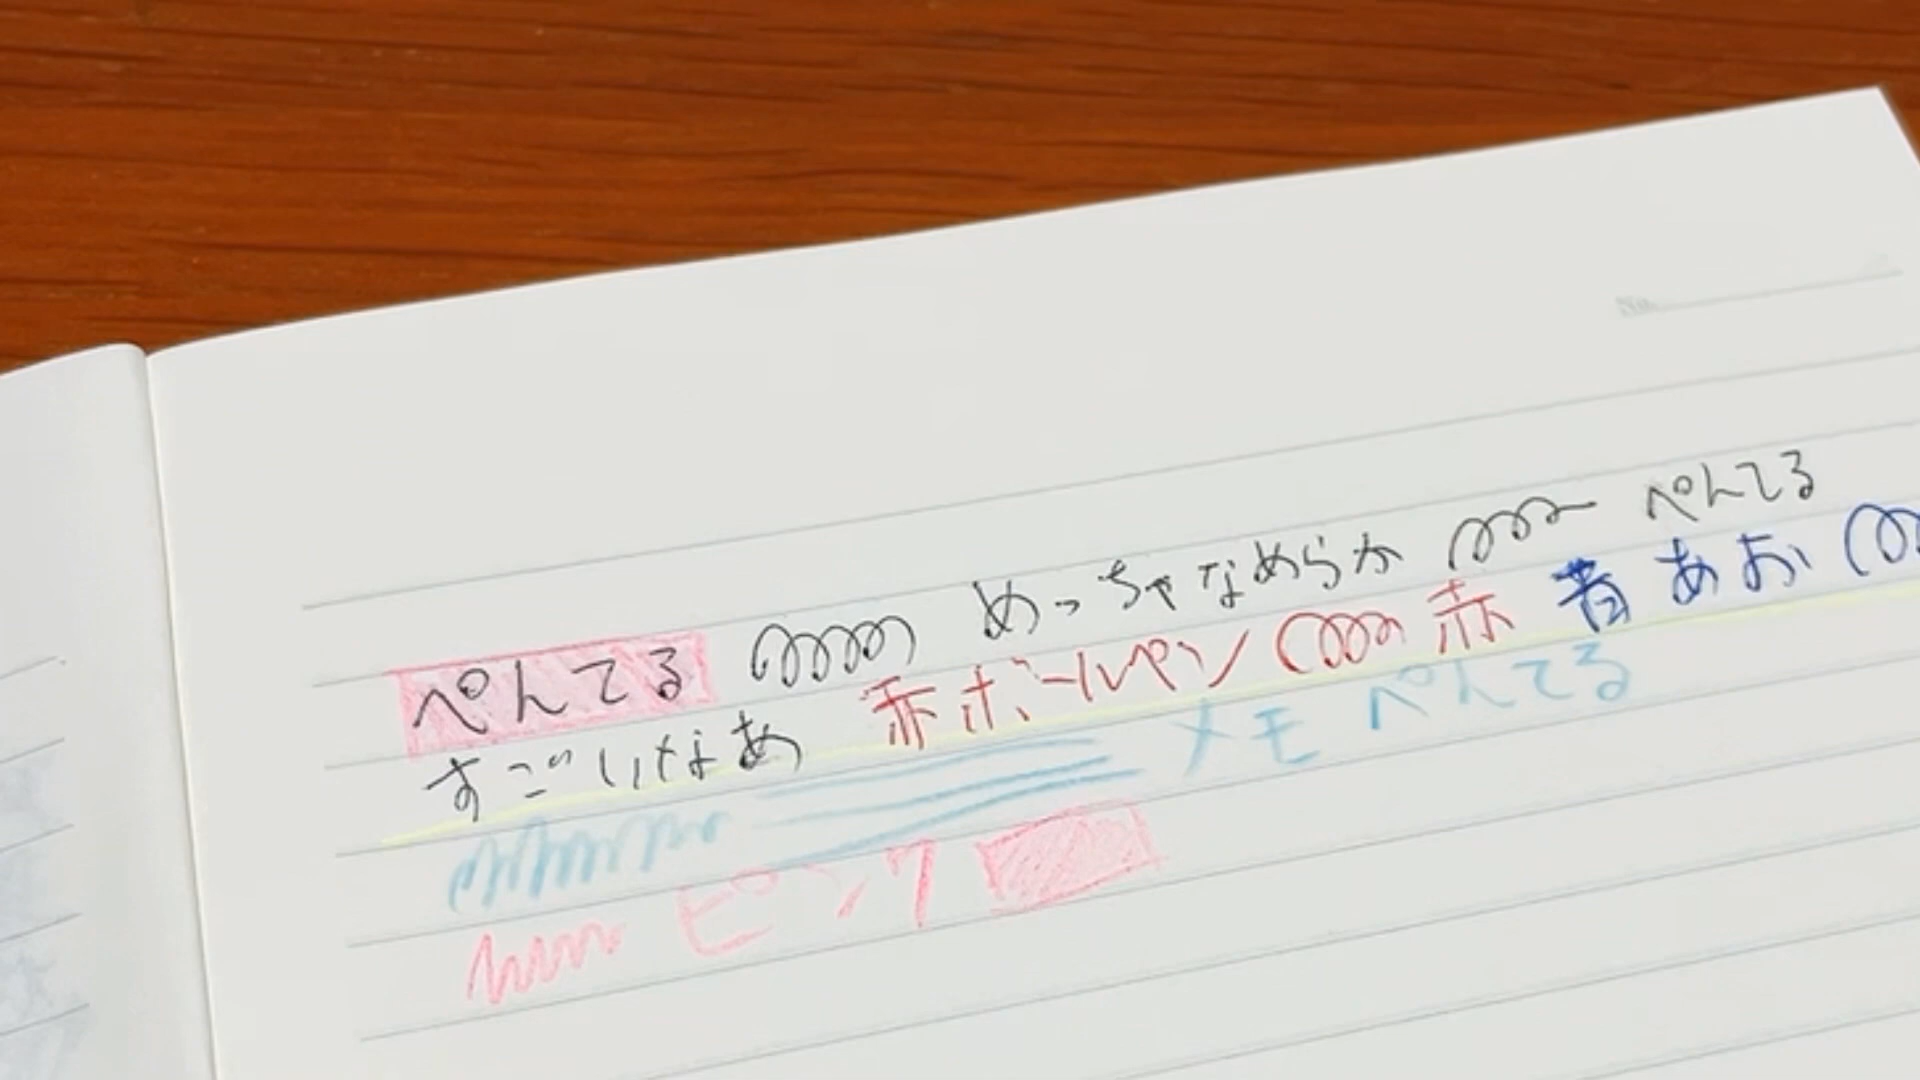 No.
ぺんてる めっちゃなめらか ぺんてる
すごいなあ 赤ボールペン 赤 青 あお
メモ ぺんてる
ピンク